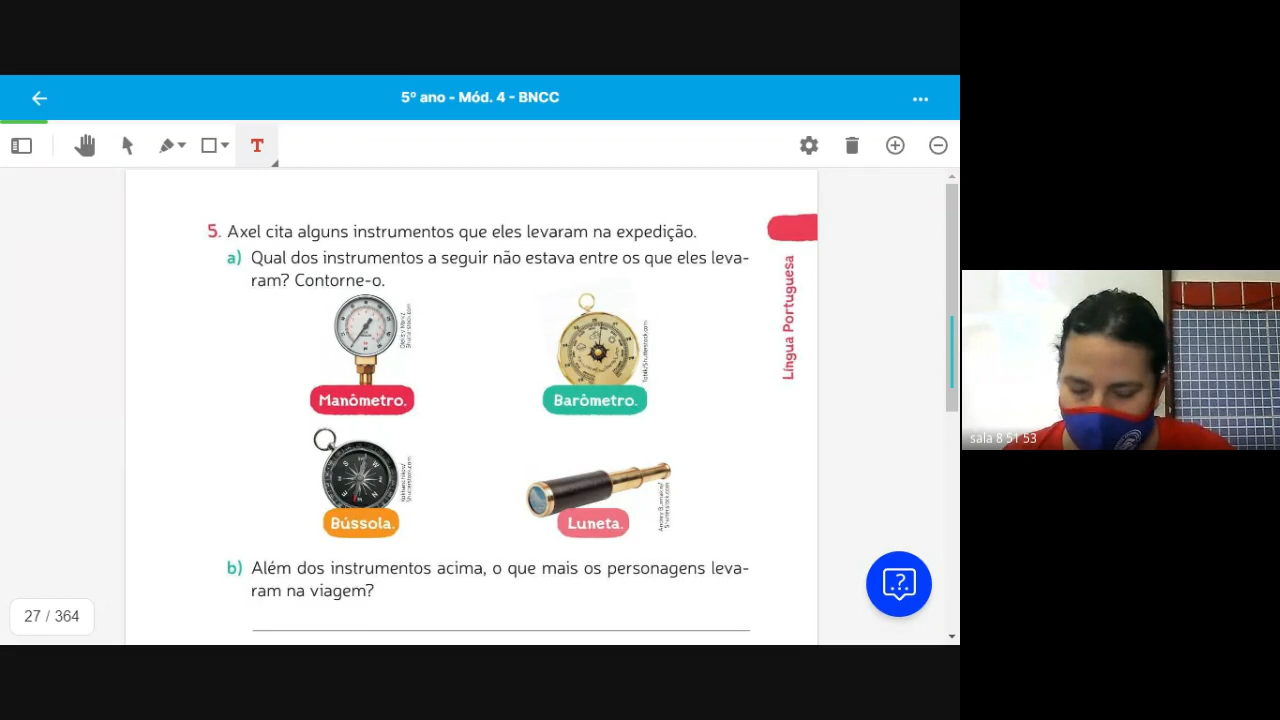 5º ano - Mód. 4 - BNCC
T
5. Axel cita alguns instrumentos que eles levaram na expedição.
a) Qual dos instrumentos a seguir não estava entre os que eles leva-
ram? Contorne-o.
Manômetro.
Barômetro.
Bússola.
Luneta.
b) Além dos instrumentos acima, o que mais os personagens leva-
ram na viagem?
Língua Portuguesa
27 / 364
sala 8 51 53